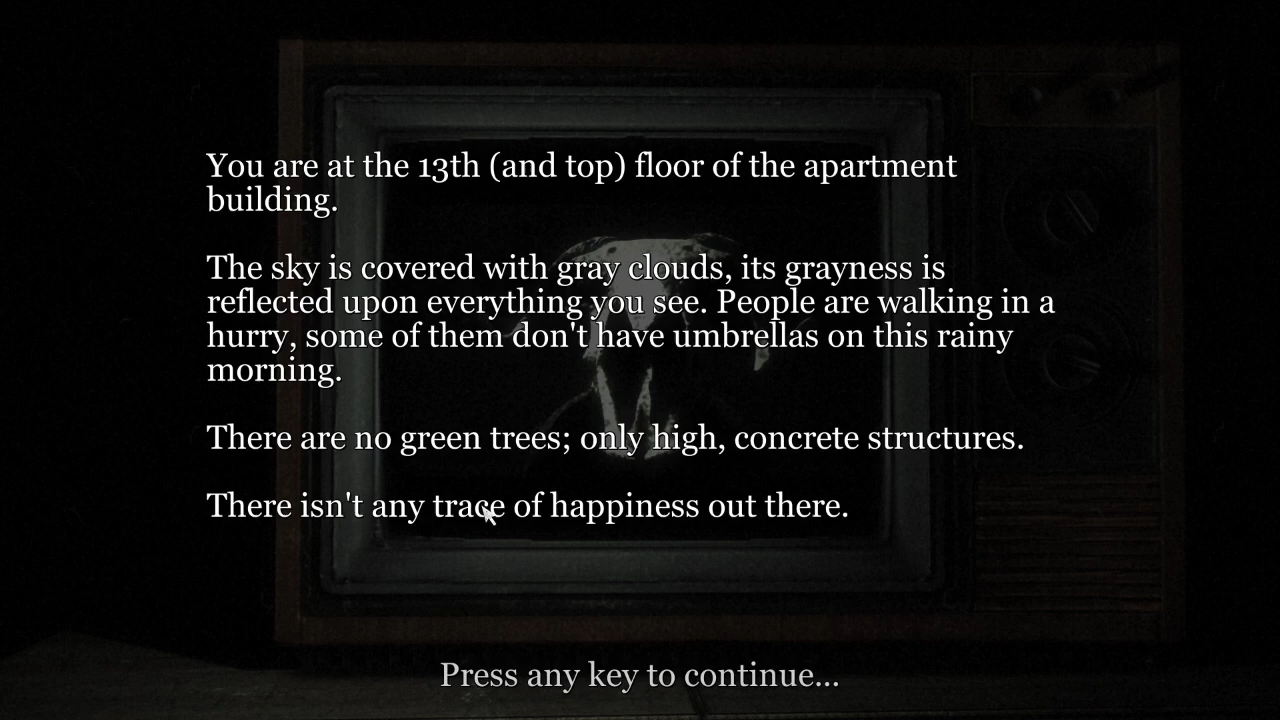 You are at the 13th (and top) floor of the apartment
building.
The sky is covered with gray clouds, its grayness is
reflected upon everything you see. People are walking in a
hurry, some of them don't have umbrellas on this rainy
morning.
There are no green trees; only high, concrete structures.
There isn't any trace of happiness out there.
Press any key to continue...